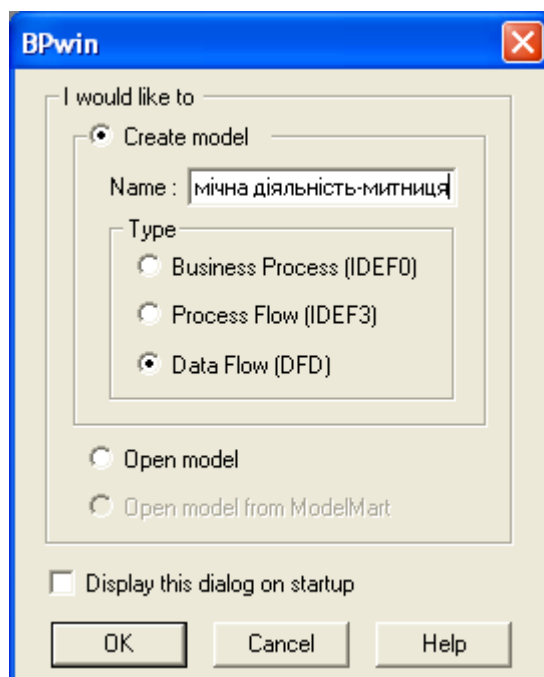 BPwin
I would like to
Create model
Name : мічна діяльність-митниця
Type
Business Process (IDEF0)
Process Flow (IDEF3)
Data Flow (DFD)
Open model
Open model from ModelMart
Display this dialog on startup
OK Cancel Help